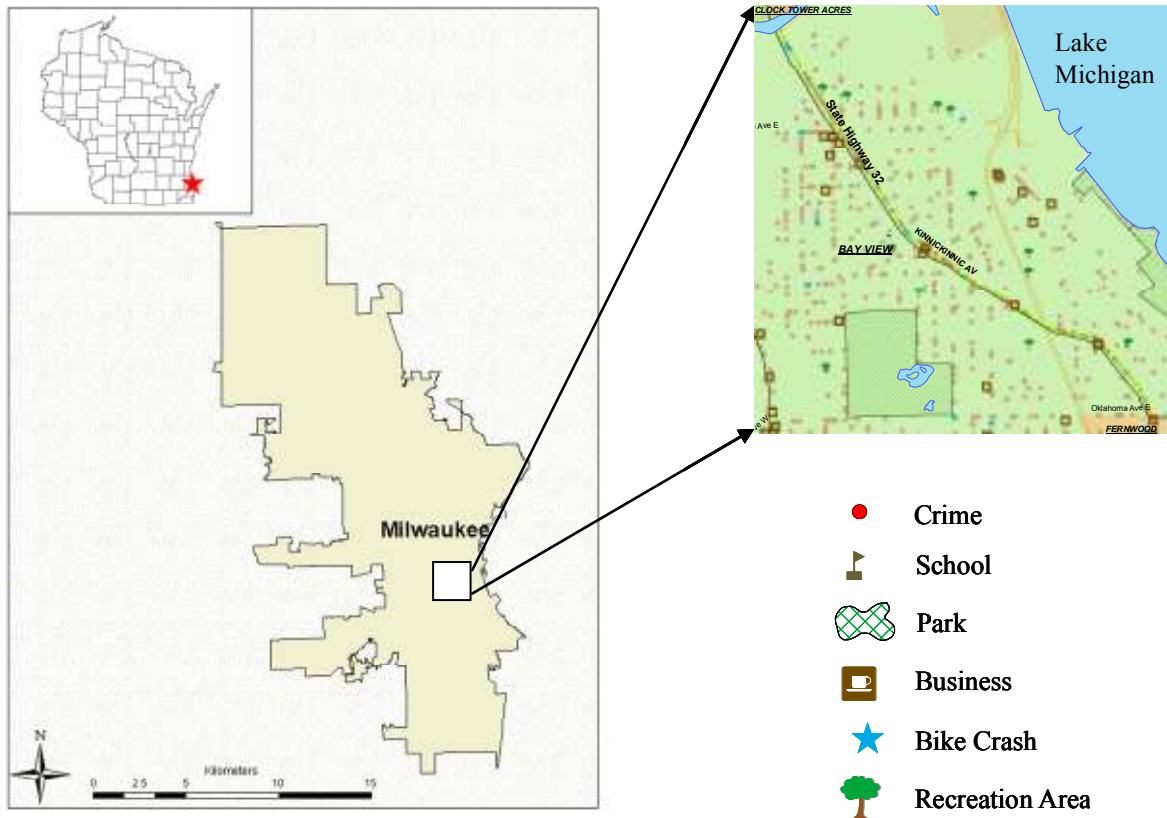 CLOCK TOWER ACRES
Lake
Michigan
State Highway 32
Ave E
BAY VIEW
KINNICKINNIC AV
Oklahoma Ave E
FERNWOOD
Milwaukee
N
Kilometers
0 2.5 5 10 15
Crime
School
Park
Business
Bike Crash
Recreation Area